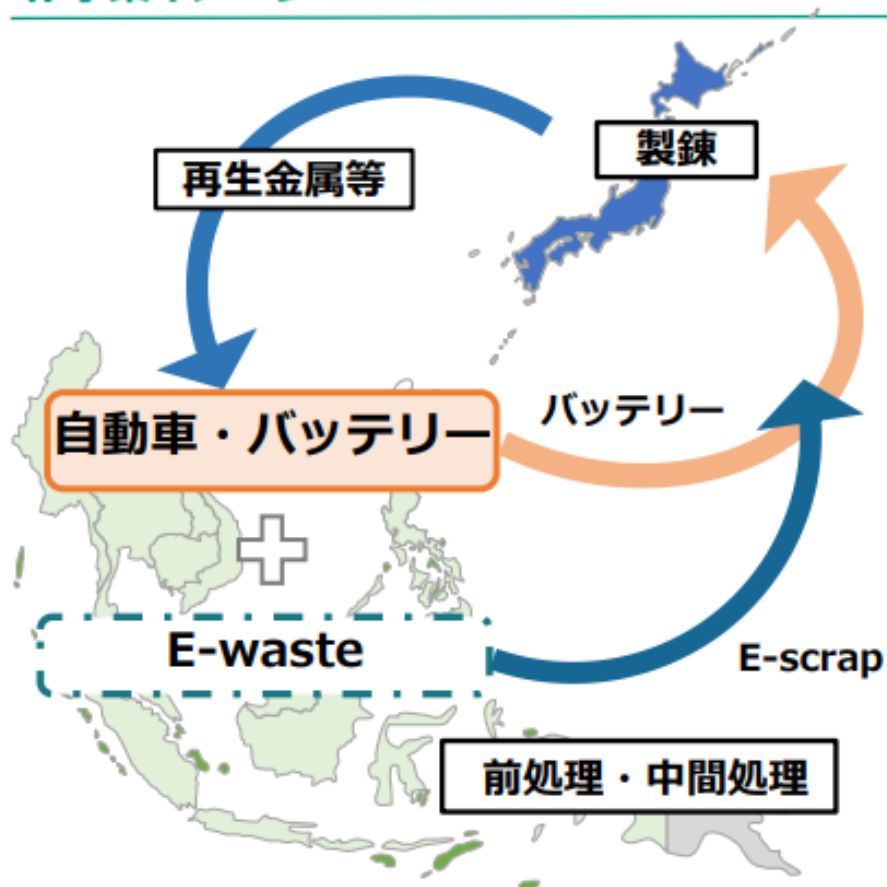 製錬
再生金属等
自動車・バッテリー
バッテリー
E-waste
E-scrap
前処理・中間処理